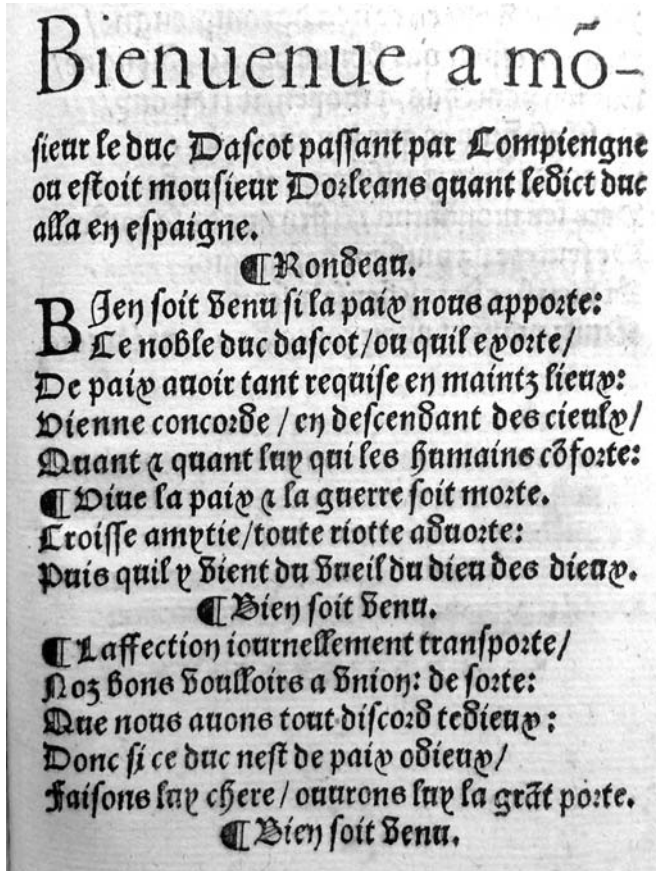 Bienuenue a mõ-
sieur le duc Dascot passant par Compiengne
ou estoit monsieur Dorleans quant ledict duc
alla en espaigne.
¶Rondeau.
BIen soit venu si la paix nous apporte:
Le noble duc dascot/ou quil exorte/
De paix auoir tant requise en maintz lieux:
Vienne concorde / en descendant des cieulx/
Quant ⁊ quant luy qui les humains cõforte:
¶Viue la paix ⁊ la guerre soit morte.
Croisse amytie/toute riotte aduorte:
Puis quil y vient du vueil du dieu des dieux.
¶Bien soit venu.
¶Laffection iournellement transporte/
Noz bons voulloirs a vnion: de sorte:
Que nous auons tout discord tedieux:
Donc si ce duc nest de paix odieux/
Faisons luy chere/ ouurons luy la grãt porte.
¶Bien soit venu.